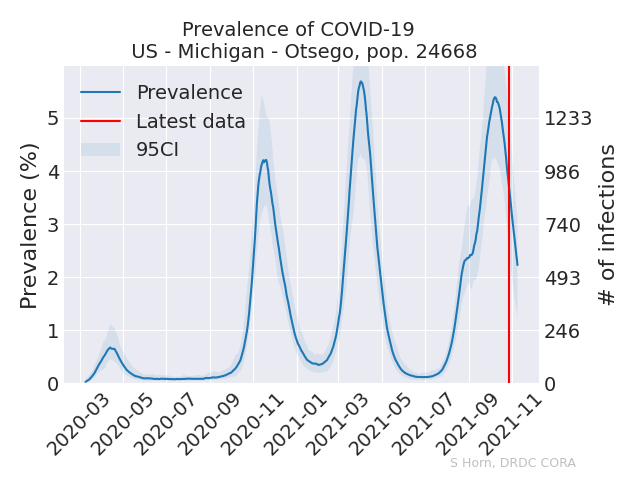 Prevalence of COVID-19
US - Michigan - Otsego, pop. 24668
Prevalence
Latest data
95CI
Prevalence (%)
5
4
3
2
1
0
1233
986
740
493
246
0
# of infections
2020-03
2020-05
2020-07
2020-09
2020-11
2021-01
2021-03
2021-05
2021-07
2021-09
2021-11
S Horn, DRDC CORA